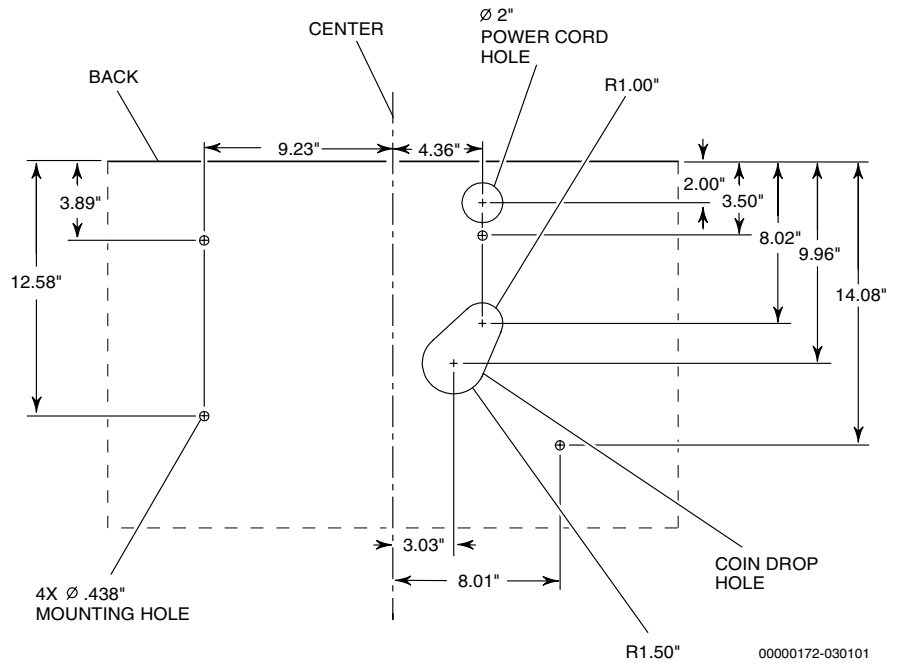 Ø 2"
POWER CORD
HOLE
CENTER
R1.00"
BACK
9.23"
4.36"
2.00"
3.50"
3.89"
8.02"
9.96"
12.58"
14.08"
3.03"
8.01"
COIN DROP
HOLE
4X Ø .438"
MOUNTING HOLE
R1.50"
00000172-030101